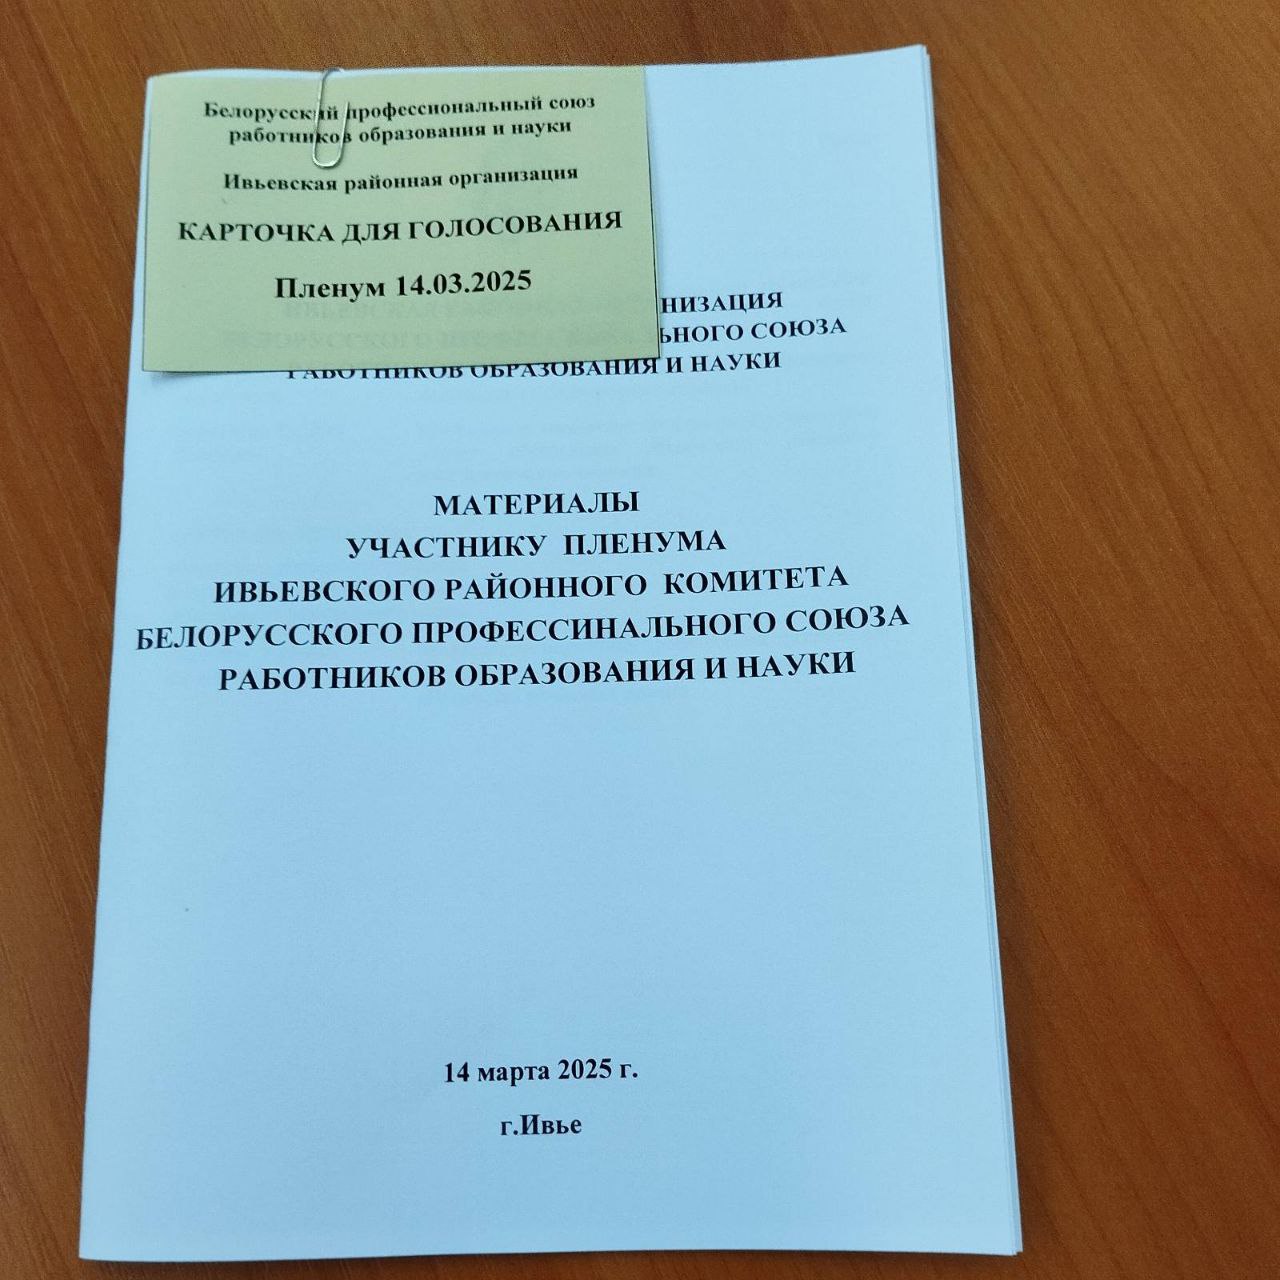 Белорусский профессиональный союз
работников образования и науки
Ивьевская районная организация
КАРТОЧКА ДЛЯ ГОЛОСОВАНИЯ
Пленум 14.03.2025
НИЗАЦИЯ
ЬНОГО СОЮЗА
РАБОТНИКОВ ОБРАЗОВАНИЯ И НАУКИ
МАТЕРИАЛЫ
УЧАСТНИКУ ПЛЕНУМА
ИВЬЕВСКОГО РАЙОННОГО КОМИТЕТА
БЕЛОРУССКОГО ПРОФЕССИНАЛЬНОГО СОЮЗА
РАБОТНИКОВ ОБРАЗОВАНИЯ И НАУКИ
14 марта 2025 г.
г.Ивье